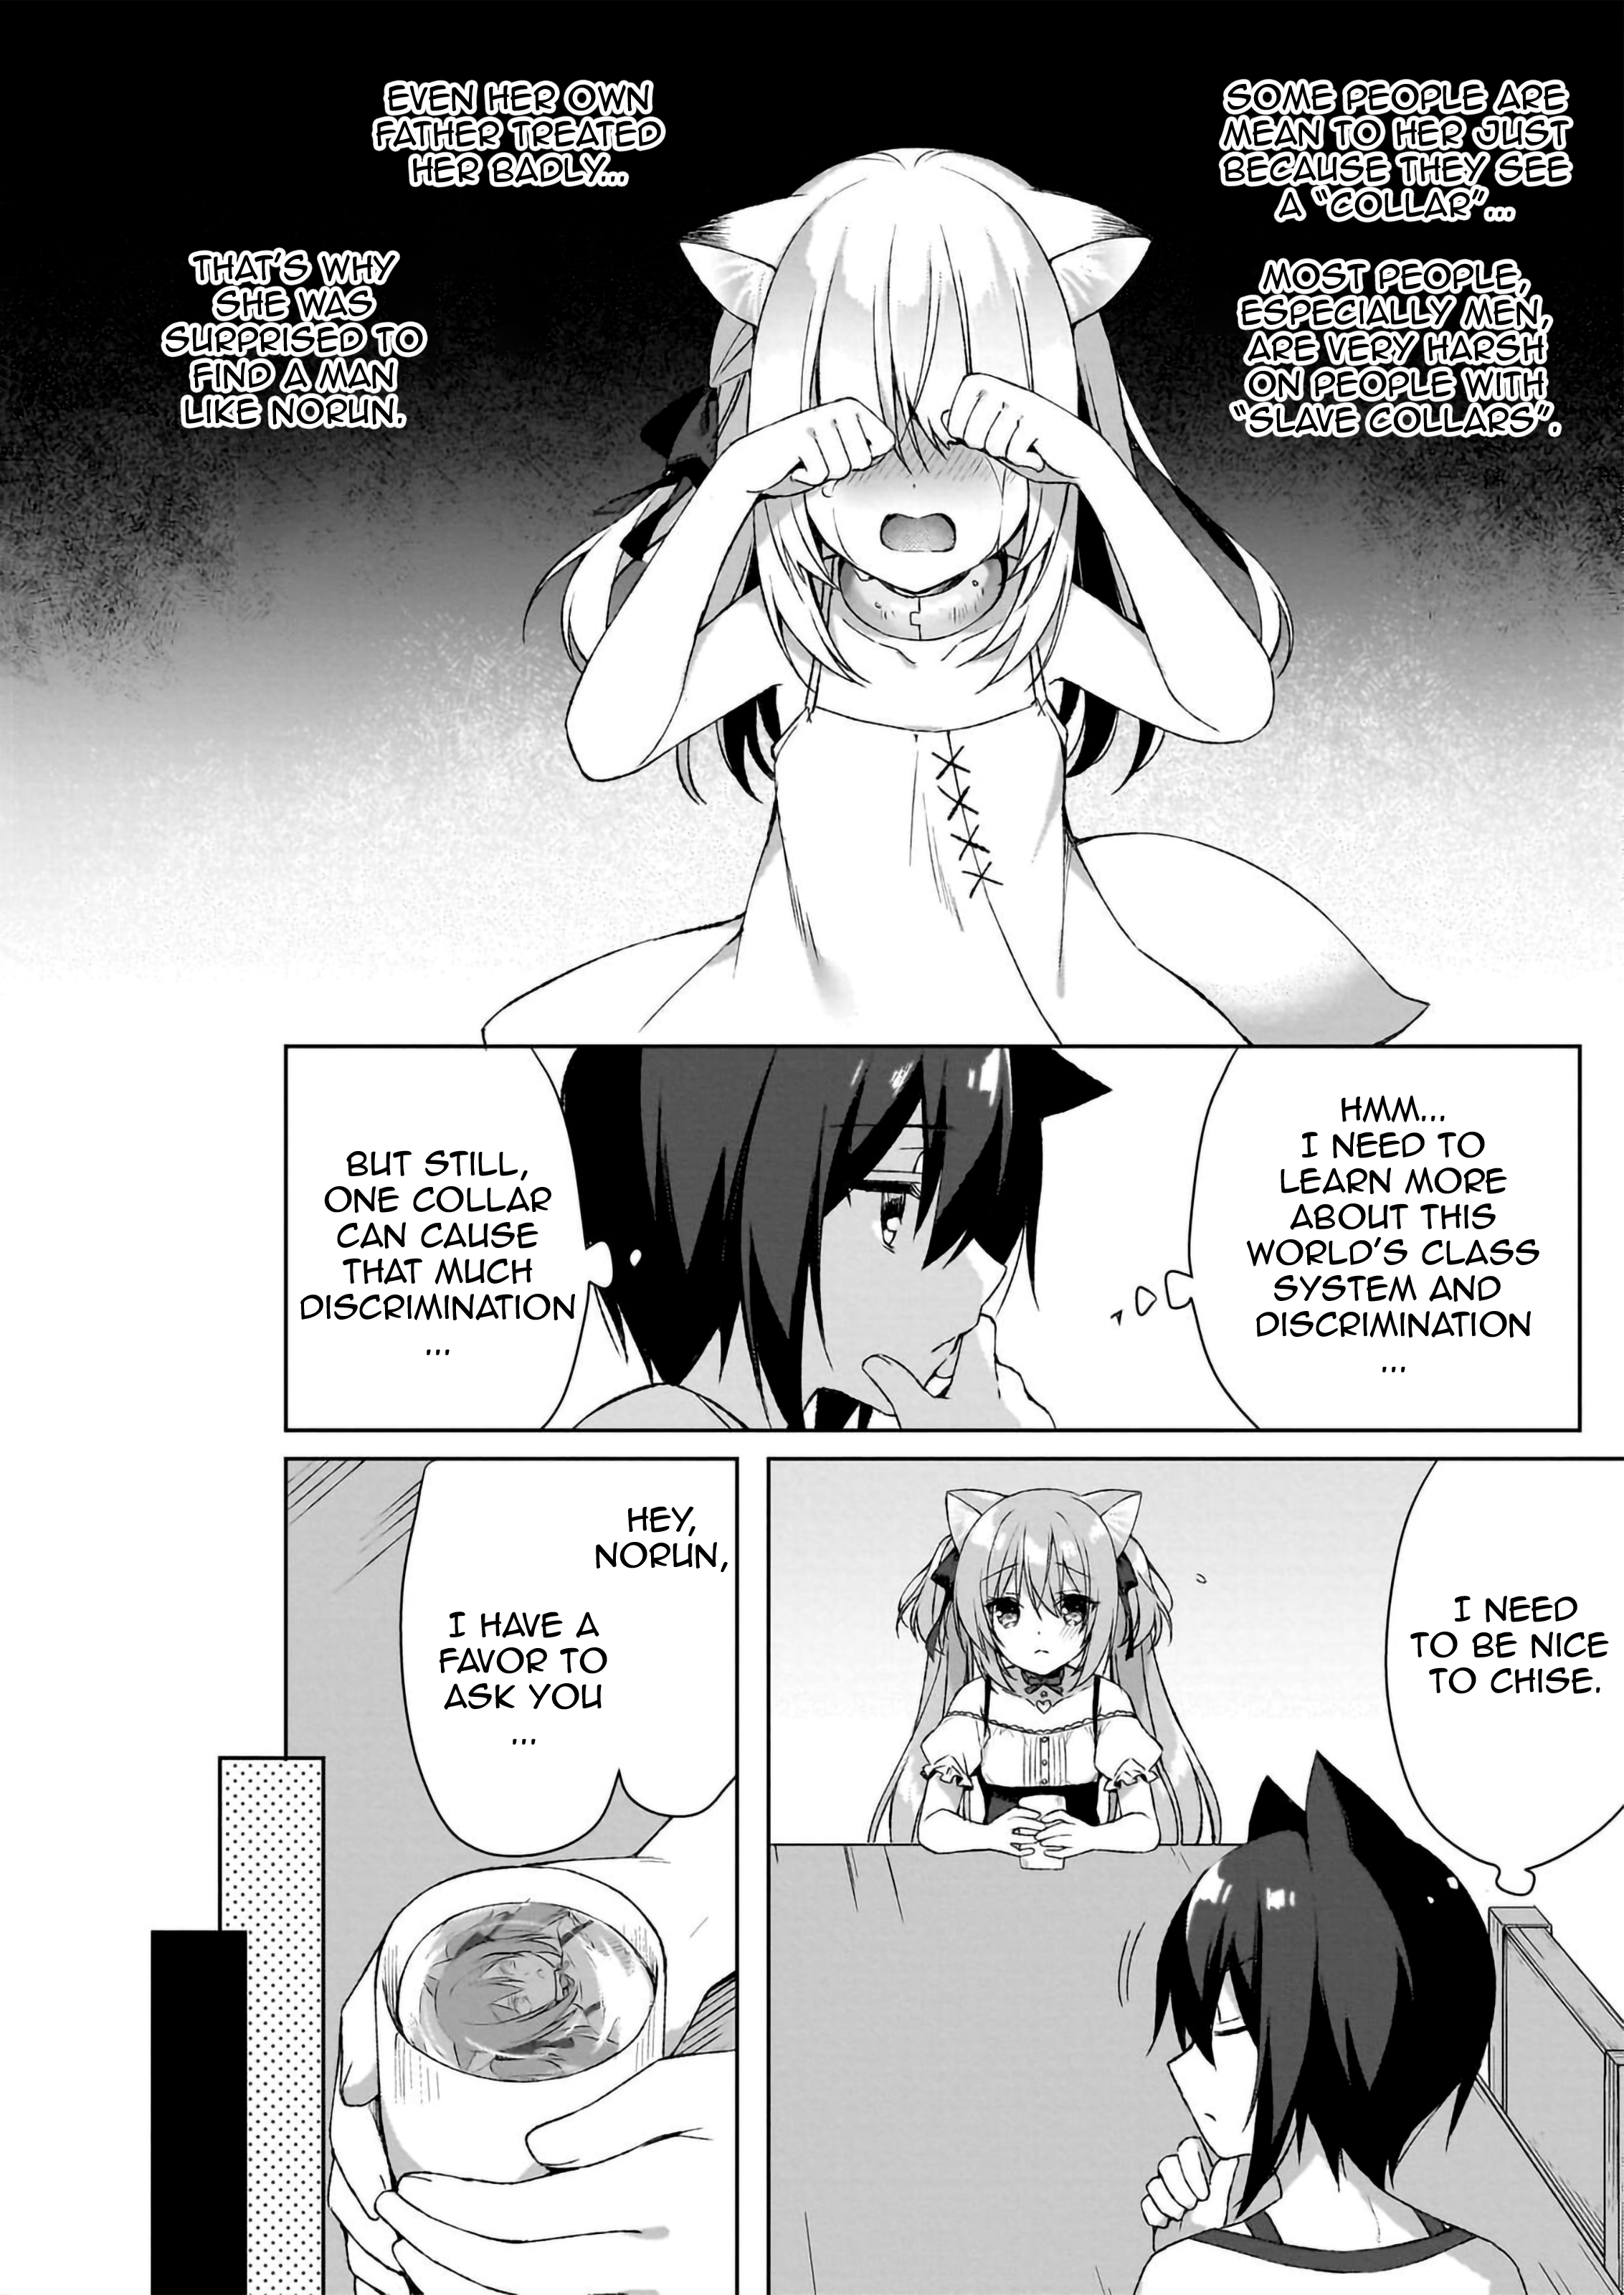 SOME PEOPLE ARE
MEAN TO HER JUST
BECAUSE THEY SEE
A "COLLAR"...
MOST PEOPLE,
ESPECIALLY MEN,
ARE VERY HARSH
ON PEOPLE WITH
"SLAVE COLLARS".
EVEN HER OWN
FATHER TREATED
HER BADLY...
THAT'S WHY
SHE WAS
SURPRISED TO
FIND A MAN
LIKE NORUN.
HMM...
I NEED TO
LEARN MORE
ABOUT THIS
WORLD'S CLASS
SYSTEM AND
DISCRIMINATION
...
BUT STILL,
ONE COLLAR
CAN CAUSE
THAT MUCH
DISCRIMINATION
...
I NEED
TO BE NICE
TO CHISE.
HEY,
NORUN,
I HAVE A
FAVOR TO
ASK YOU
...